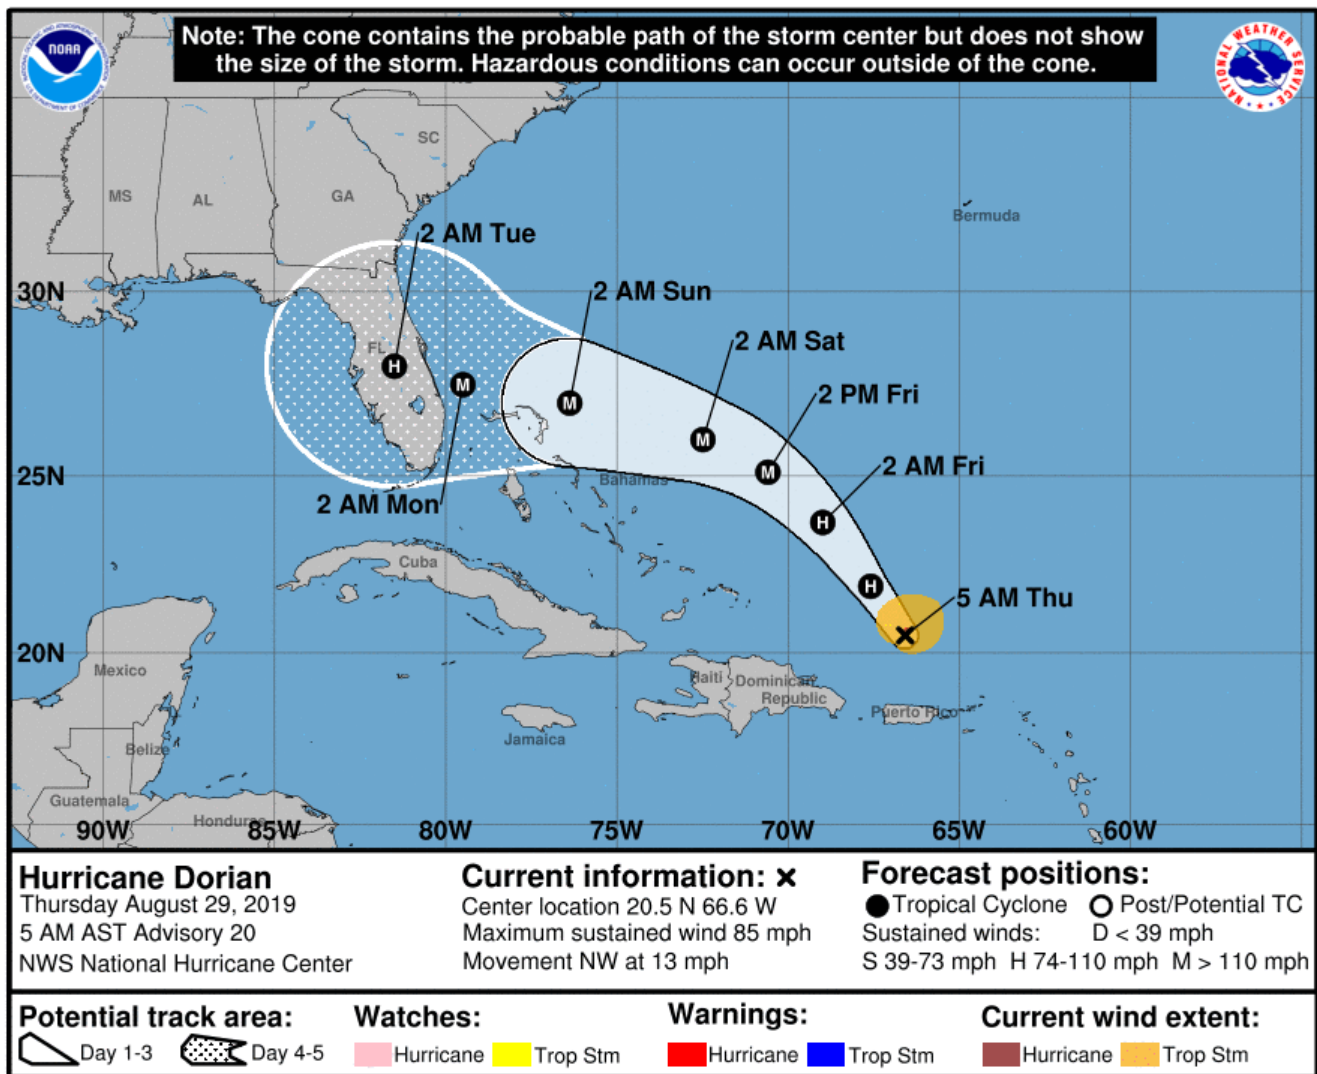 Note: The cone contains the probable path of the storm center but does not show
the size of the storm. Hazardous conditions can occur outside of the cone.
NOAA
NATIONAL WEATHER SERVICE
SC
MS
AL
GA
Bermuda
2 AM Tue
30N
2 AM Sun
2 AM Sat
FL
H
M
M
2 PM Fri
M
M
2 AM Fri
25N
Bahamas
2 AM Mon
H
Cuba
H
5 AM Thu
20N
Mexico
Haiti
Dominican
Republic
Puerto Rico
Jamaica
Belize
Guatemala
Honduras
90W
85W
80W
75W
70W
65W
60W
Hurricane Dorian
Thursday August 29, 2019
5 AM AST Advisory 20
NWS National Hurricane Center
Current information: ×
Center location 20.5 N 66.6 W
Maximum sustained wind 85 mph
Movement NW at 13 mph
Forecast positions:
Tropical Cyclone Post/Potential TC
Sustained winds: D < 39 mph
S 39-73 mph H 74-110 mph M > 110 mph
Potential track area:
Day 1-3 Day 4-5
Watches:
Hurricane Trop Stm
Warnings:
Hurricane Trop Stm
Current wind extent:
Hurricane Trop Stm